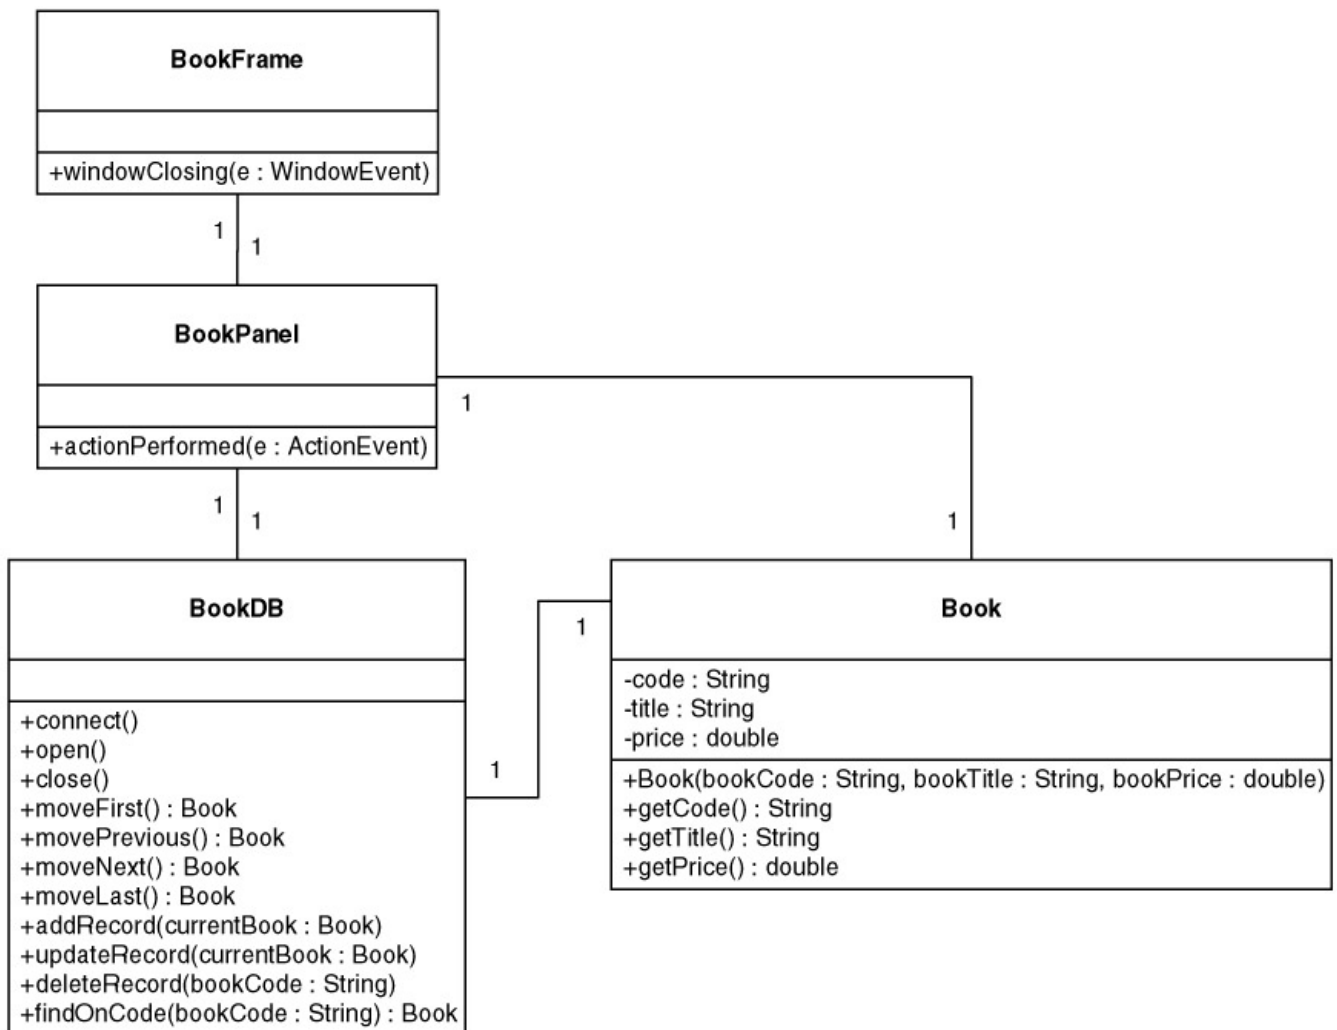 BookFrame
+windowClosing(e : WindowEvent)
1
1
BookPanel
+actionPerformed(e : ActionEvent)
1
1
1
1
BookDB
+connect()
+open()
+close()
+moveFirst() : Book
+movePrevious() : Book
+moveNext() : Book
+moveLast() : Book
+addRecord(currentBook : Book)
+updateRecord(currentBook : Book)
+deleteRecord(bookCode : String)
+findOnCode(bookCode : String) : Book
1
1
Book
-code : String
-title : String
-price : double
+Book(bookCode : String, bookTitle : String, bookPrice : double)
+getCode() : String
+getTitle() : String
+getPrice() : double